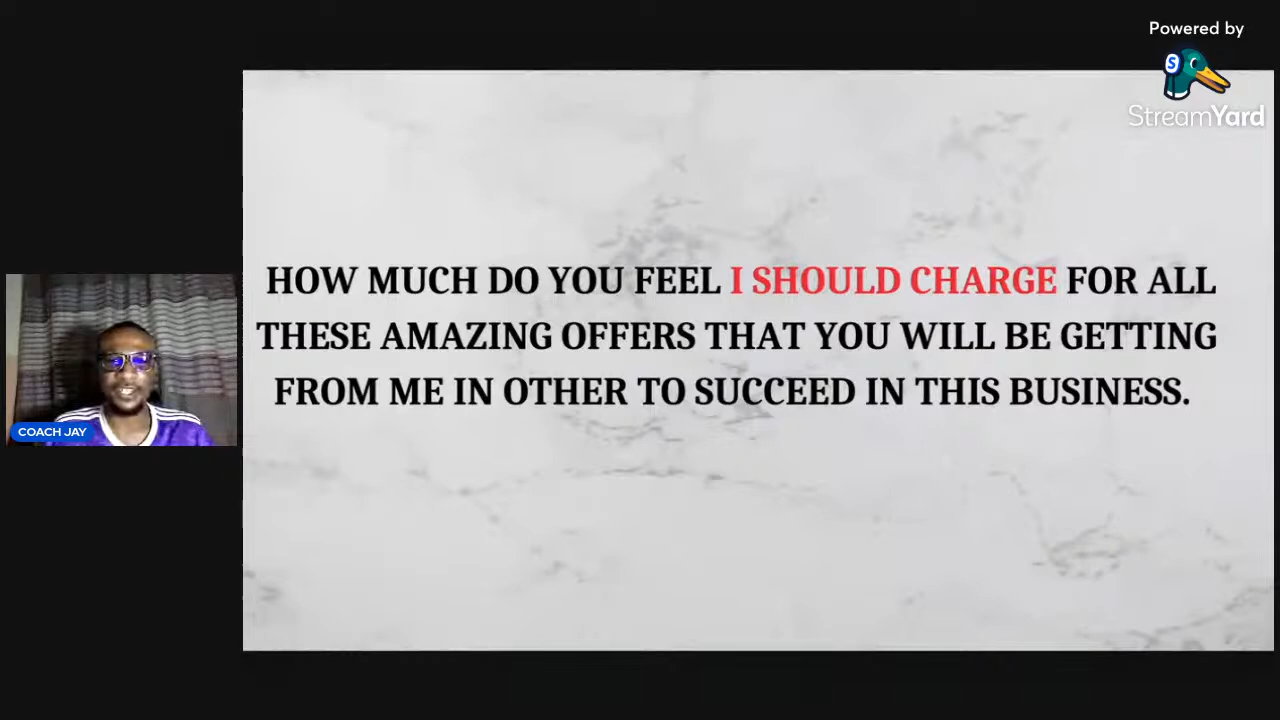 Powered by
S
StreamYard
HOW MUCH DO YOU FEEL I SHOULD CHARGE FOR ALL
THESE AMAZING OFFERS THAT YOU WILL BE GETTING
FROM ME IN OTHER TO SUCCEED IN THIS BUSINESS.
COACH JAY